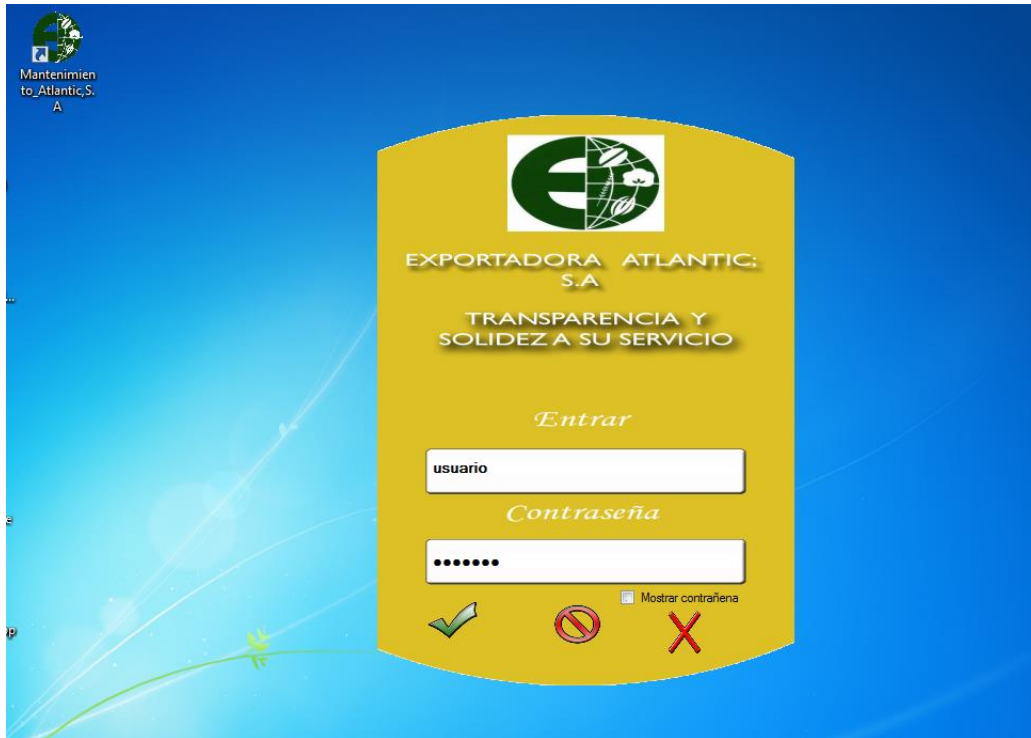 Mantenimien
to_Atlantic,S.
A
EXPORTADORA ATLANTIC;
S.A
TRANSPARENCIA Y
SOLIDEZ A SU SERVICIO
Entrar
usuario
Contraseña
•••••••
Mostrar contrañena